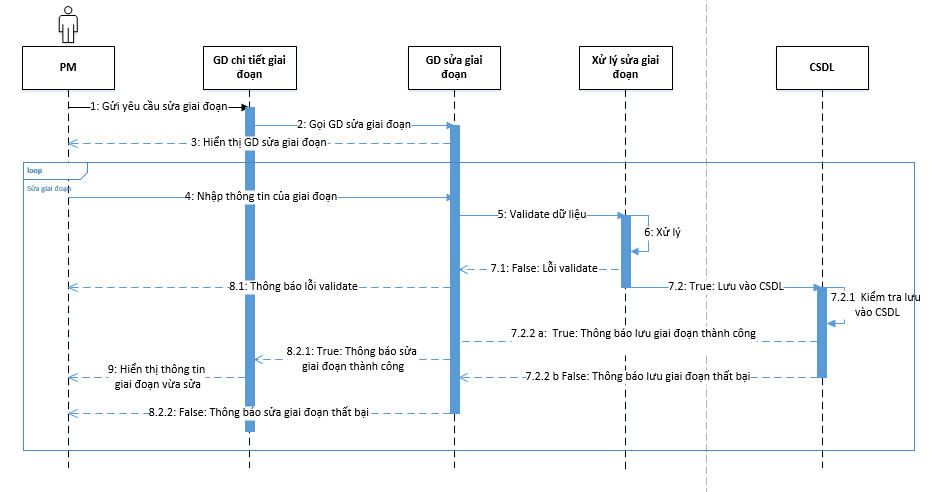 PM
GD chi tiết giai
đoạn
GD sửa giai
đoạn
Xử lý sửa giai
đoạn
CSDL
1: Gửi yêu cầu sửa giai đoạn
2: Gọi GD sửa giai đoạn
3: Hiển thị GD sửa giai đoạn
loop
Sửa giai đoạn
4: Nhập thông tin của giai đoạn
5: Validate dữ liệu
6: Xử lý
7.1: False: Lỗi validate
8.1: Thông báo lỗi validate
7.2: True: Lưu vào CSDL
7.2.1 Kiểm tra lưu
vào CSDL
7.2.2 a: True: Thông báo lưu giai đoạn thành công
8.2.1: True: Thông báo sửa
giai đoạn thành công
9: Hiển thị thông tin
giai đoạn vừa sửa
7.2.2 b False: Thông báo lưu giai đoạn thất bại
8.2.2: False: Thông báo sửa giai đoạn thất bại